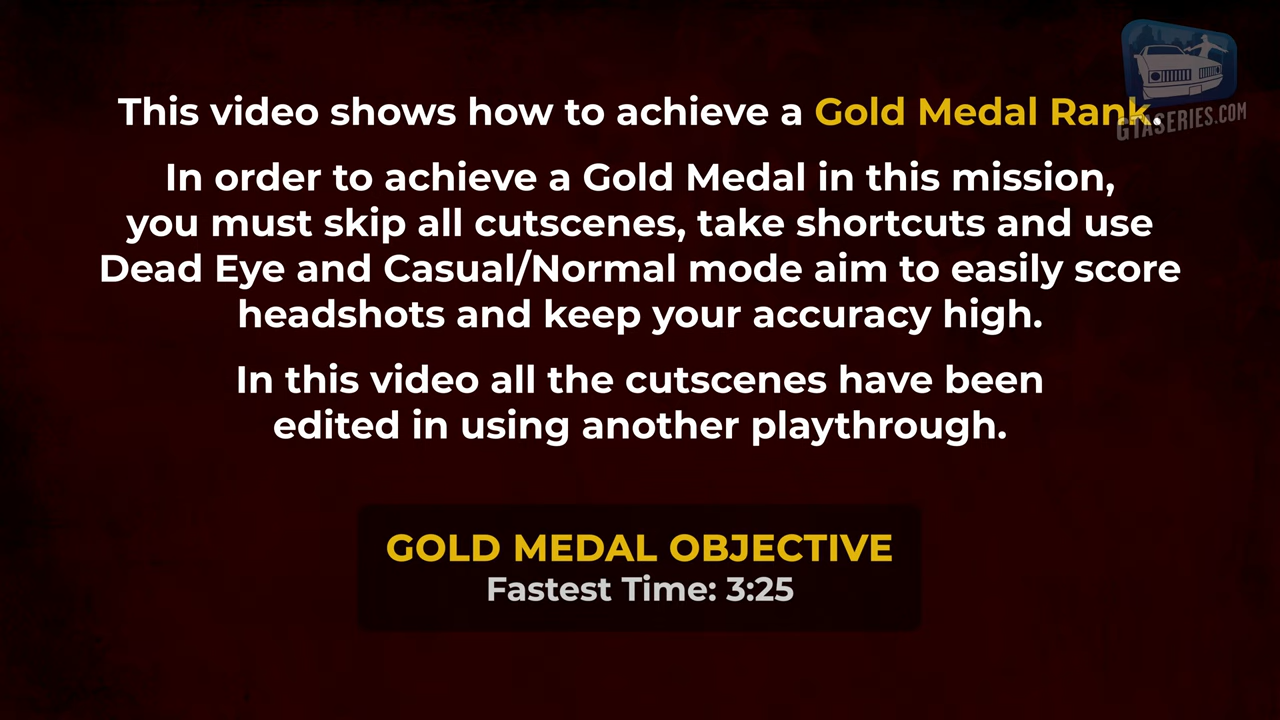 This video shows how to achieve a Gold Medal Rank.
In order to achieve a Gold Medal in this mission,
you must skip all cutscenes, take shortcuts and use
Dead Eye and Casual/Normal mode aim to easily score
headshots and keep your accuracy high.
In this video all the cutscenes have been
edited in using another playthrough.
GOLD MEDAL OBJECTIVE
Fastest Time: 3:25
GTASERIES.COM